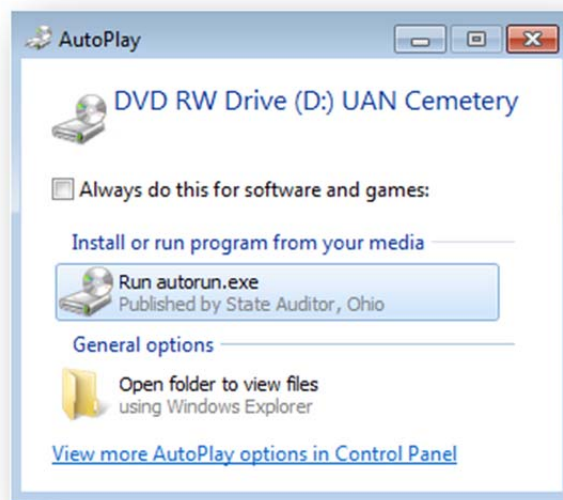 AutoPlay
DVD RW Drive (D:) UAN Cemetery
Always do this for software and games:
Install or run program from your media
Run autorun.exe
Published by State Auditor, Ohio
General options
Open folder to view files
using Windows Explorer
View more AutoPlay options in Control Panel